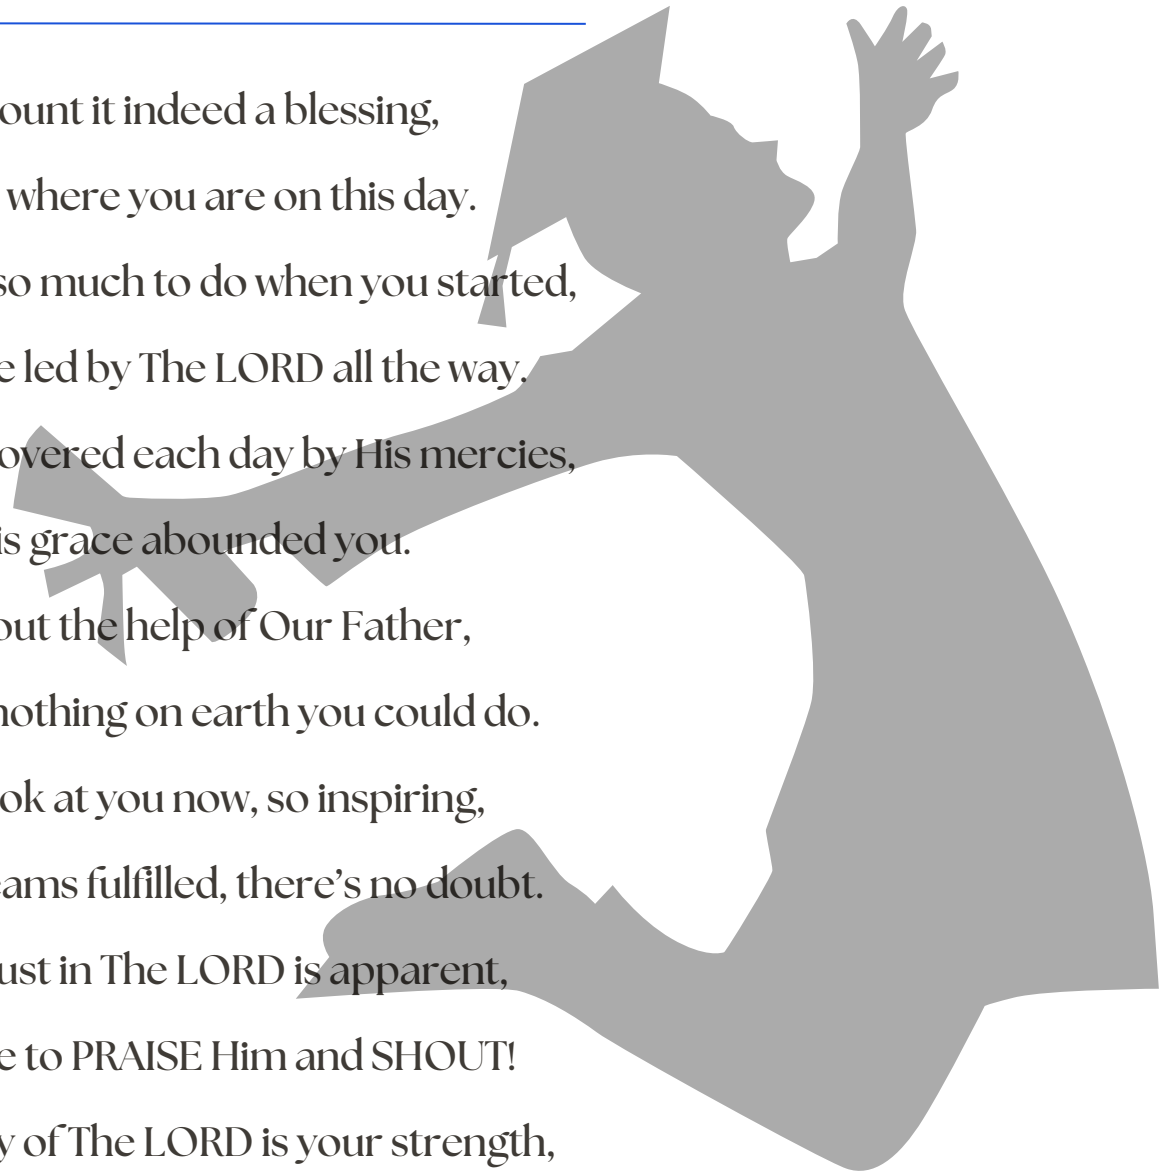 ount it indeed a blessing,
where you are on this day.
so much to do when you started,
e led by The LORD all the way.
overed each day by His mercies,
is grace abounded you.
out the help of Our Father,
nothing on earth you could do.
ok at you now, so inspiring,
eams fulfilled, there's no doubt.
ust in The LORD is apparent,
e to PRAISE Him and SHOUT!
y of The LORD is your strength,